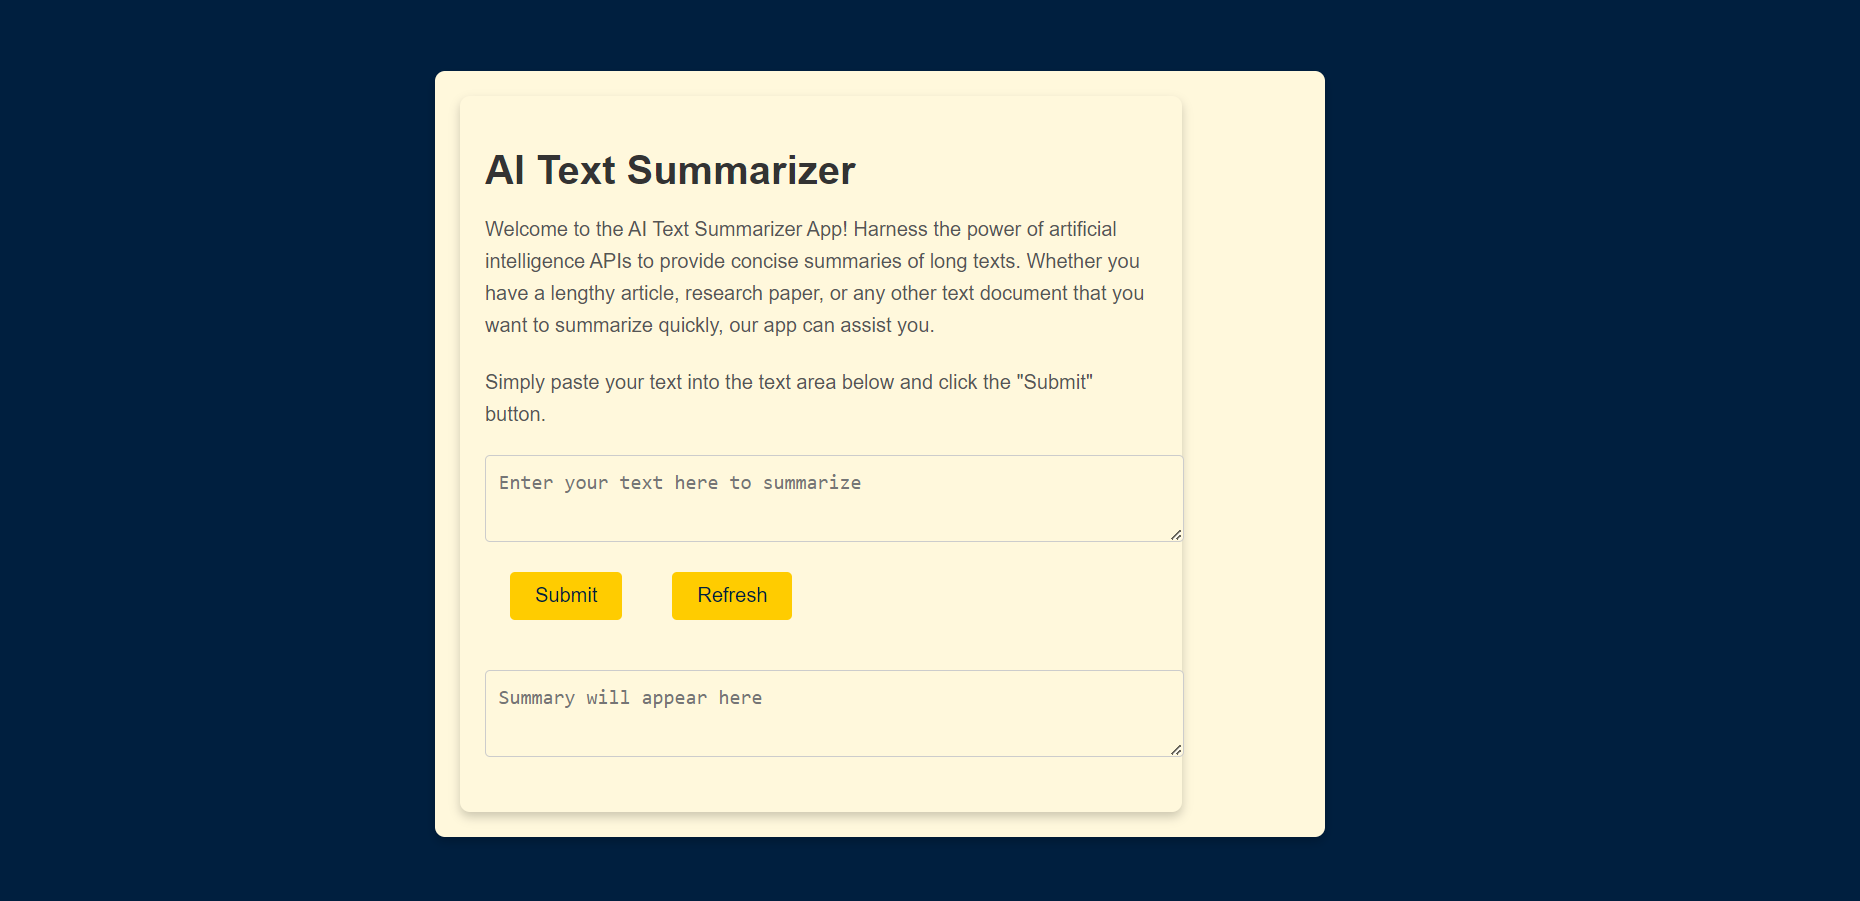 AI Text Summarizer
Welcome to the AI Text Summarizer App! Harness the power of artificial
intelligence APIs to provide concise summaries of long texts. Whether you
have a lengthy article, research paper, or any other text document that you
want to summarize quickly, our app can assist you.
Simply paste your text into the text area below and click the "Submit"
button.
Enter your text here to summarize
Submit
Refresh
Summary will appear here